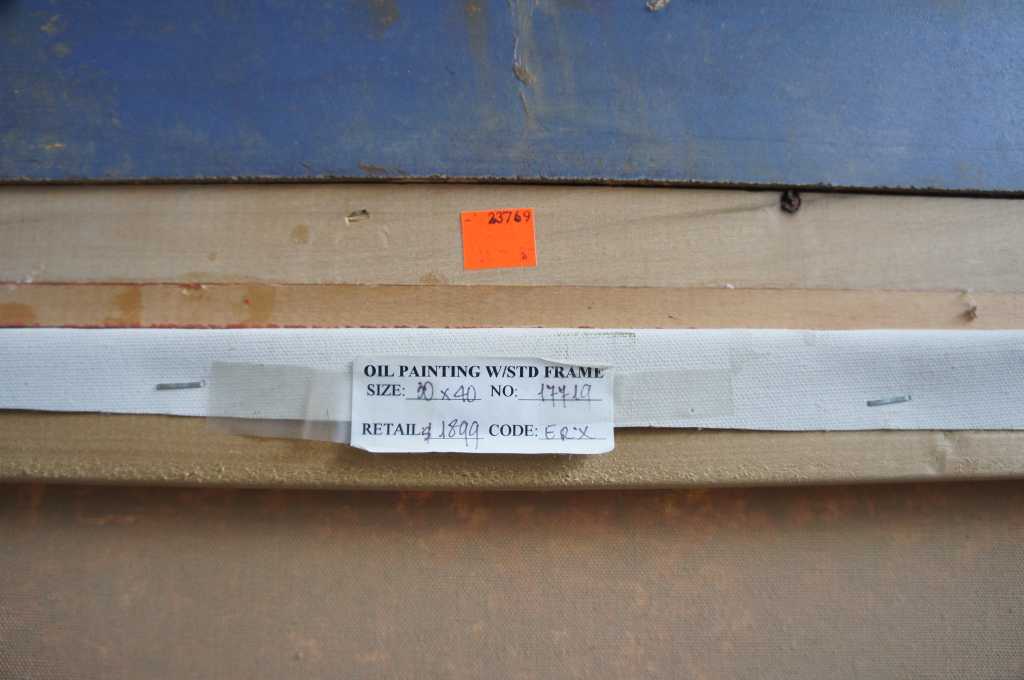 23769
OIL PAINTING W/STD FRAME
SIZE: 30 x 40 NO: 17719
RETAIL: $1899 CODE: ER'X